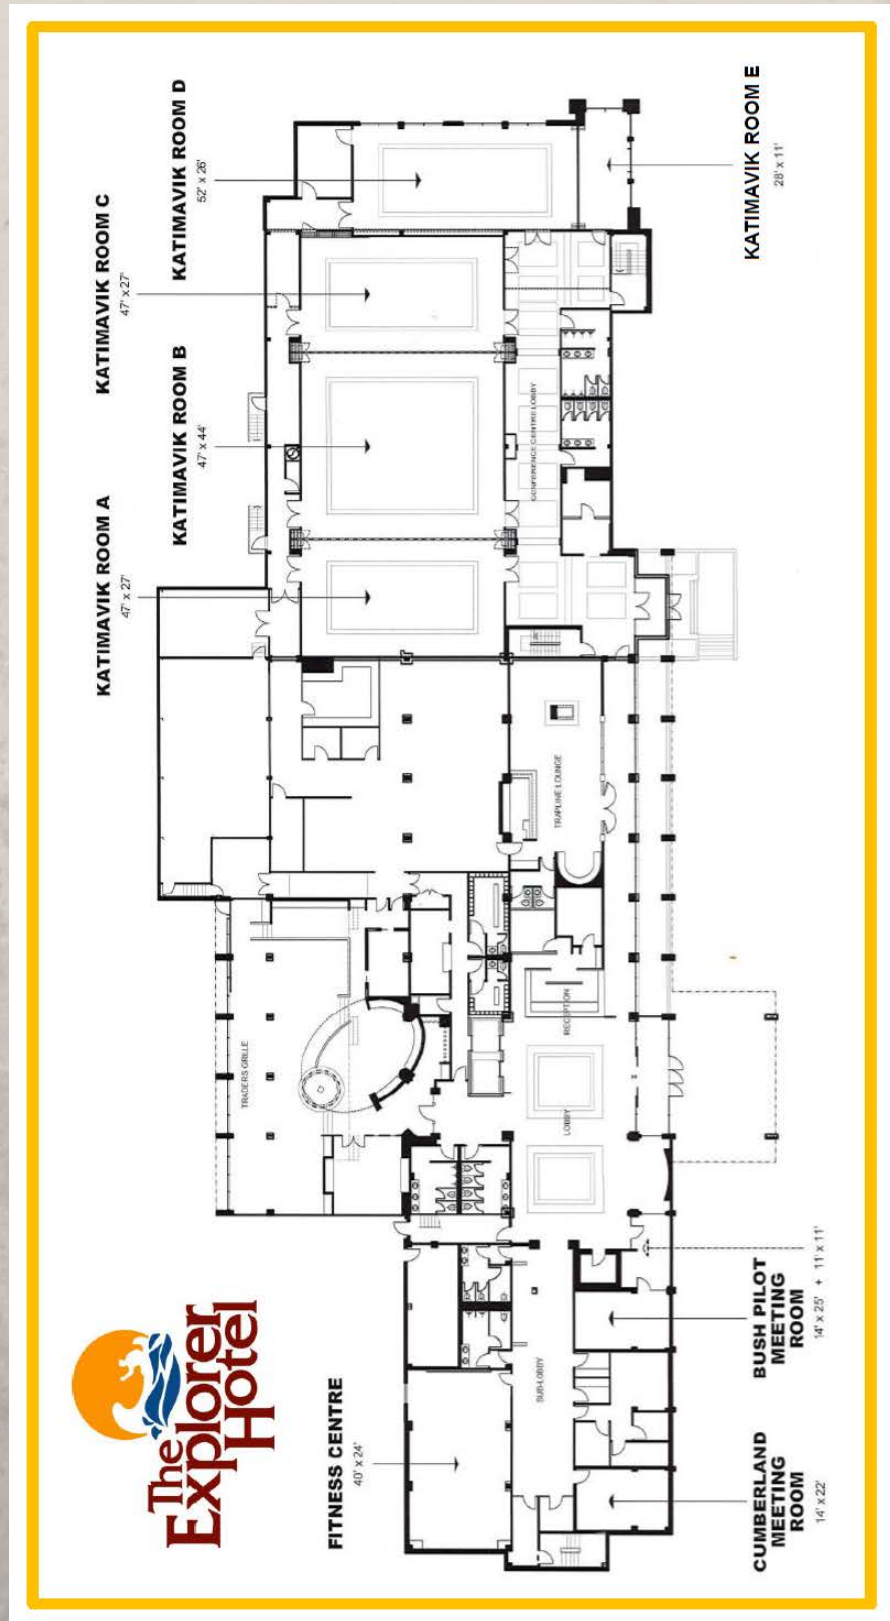 The
Explorer
Hotel
FITNESS CENTRE
40' x 24'
KATIMAVIK ROOM A
47' x 27'
KATIMAVIK ROOM B
47' x 44'
KATIMAVIK ROOM C
47' x 27'
KATIMAVIK ROOM D
52' x 26'
KATIMAVIK ROOM E
28' x 11'
TRADERS GRILLE
CONFERENCE CENTRE LOBBY
TRAPLINE LOUNGE
RECEPTION
LOBBY
SUB-LOBBY
CUMBERLAND
MEETING
ROOM
14' x 22'
BUSH PILOT
MEETING
ROOM
14' x 25' + 11' x 11'